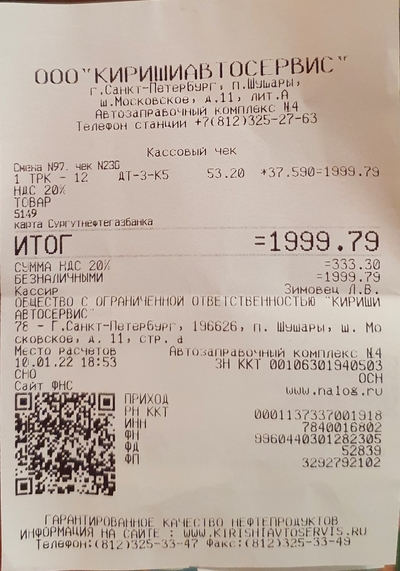 ООО"КИРИШИАВТОСЕРВИС"
г.Санкт-Петербург, п.Шушары,
ш.Московское, д.11, лит.А
Автозаправочный комплекс №4
Телефон станции +7(812)325-27-63
Кассовый чек
Смена №97. чек №236
1 ТРК - 12 ДТ-З-К5 53.20 *37.590=1999.79
НДС 20%
ТОВАР
5149
карта Сургутнефтегазбанка
ИТОГ =1999.79
СУММА НДС 20% =333.30
БЕЗНАЛИЧНЫМИ =1999.79
Кассир Зимовец Л.В.
ОБЩЕСТВО С ОГРАНИЧЕННОЙ ОТВЕТСТВЕННОСТЬЮ "КИРИШИ
АВТОСЕРВИС"
78 - Г.Санкт-Петербург, 196626, п. Шушары, ш. Мо
сковское, д. 11, стр. а
Место расчетов Автозаправочный комплекс №4
10.01.22 18:53 ЗН ККТ 00106301940503
СНО ОСН
Сайт ФНС www.nalog.ru
ПРИХОД
РН ККТ 0001137337001918
ИНН 7840016802
ФН 9960440301282305
ФД 52839
ФП 3292792102
ГАРАНТИРОВАННОЕ КАЧЕСТВО НЕФТЕПРОДУКТОВ
ИНФОРМАЦИЯ НА САЙТЕ : WWW.KIRISHIAVTOSERVIS.RU
Телефон:(812)325-33-47 Факс:(812)325-33-49